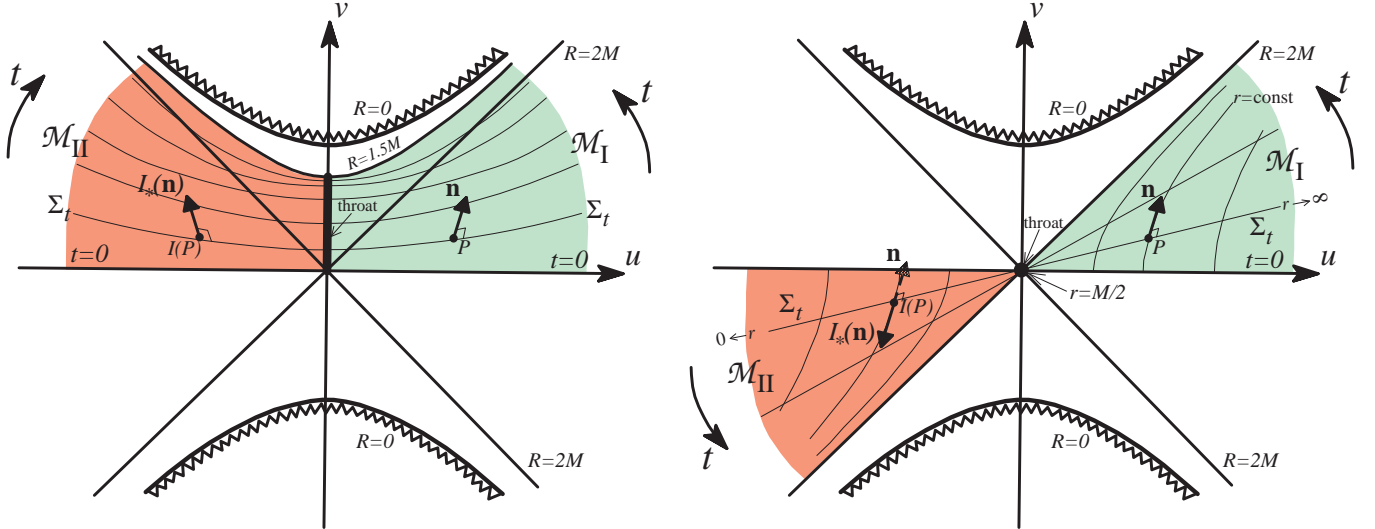 v
R=2M
t
t
R=0
ℳII
R=1.5M
ℳI
I*(n)
n
Σt
throat
Σt
I(P)
P
t=0
t=0
u
R=0
R=2M
v
R=2M
t
R=0
r=const
ℳI
n
r → ∞
throat
P
Σt
n
t=0
u
Σt
I(P)
r=M/2
0 ← r
I*(n)
ℳII
t
R=0
R=2M